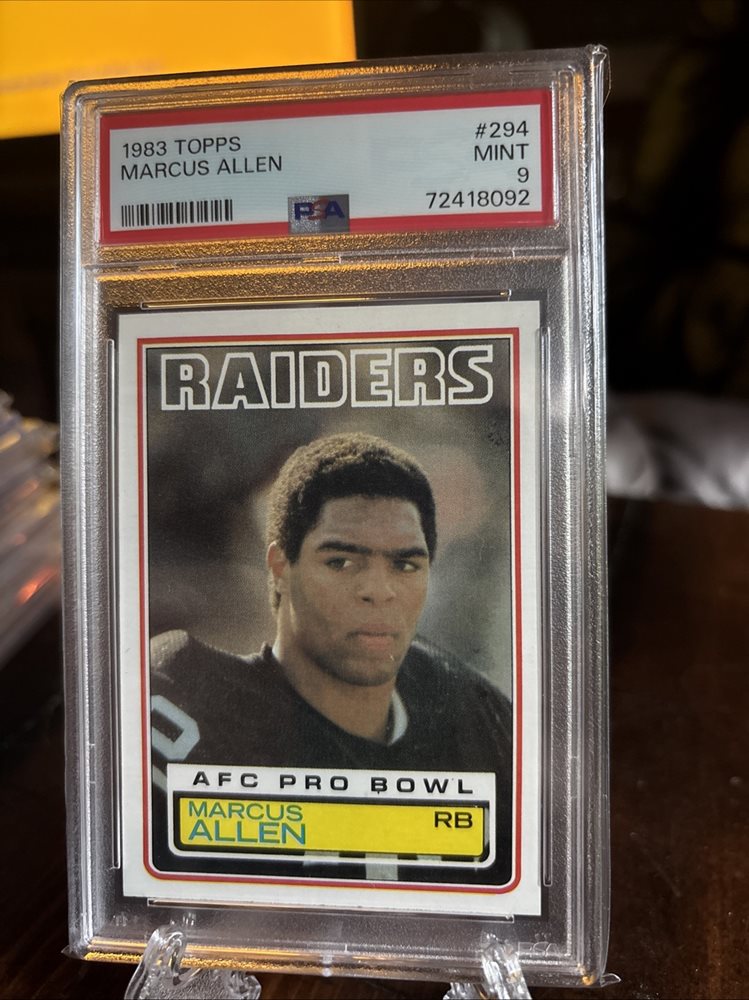 1983 TOPPS #294
MARCUS ALLEN MINT
9
PSA 72418092
RAIDERS
AFC PRO BOWL
MARCUS RB
ALLEN